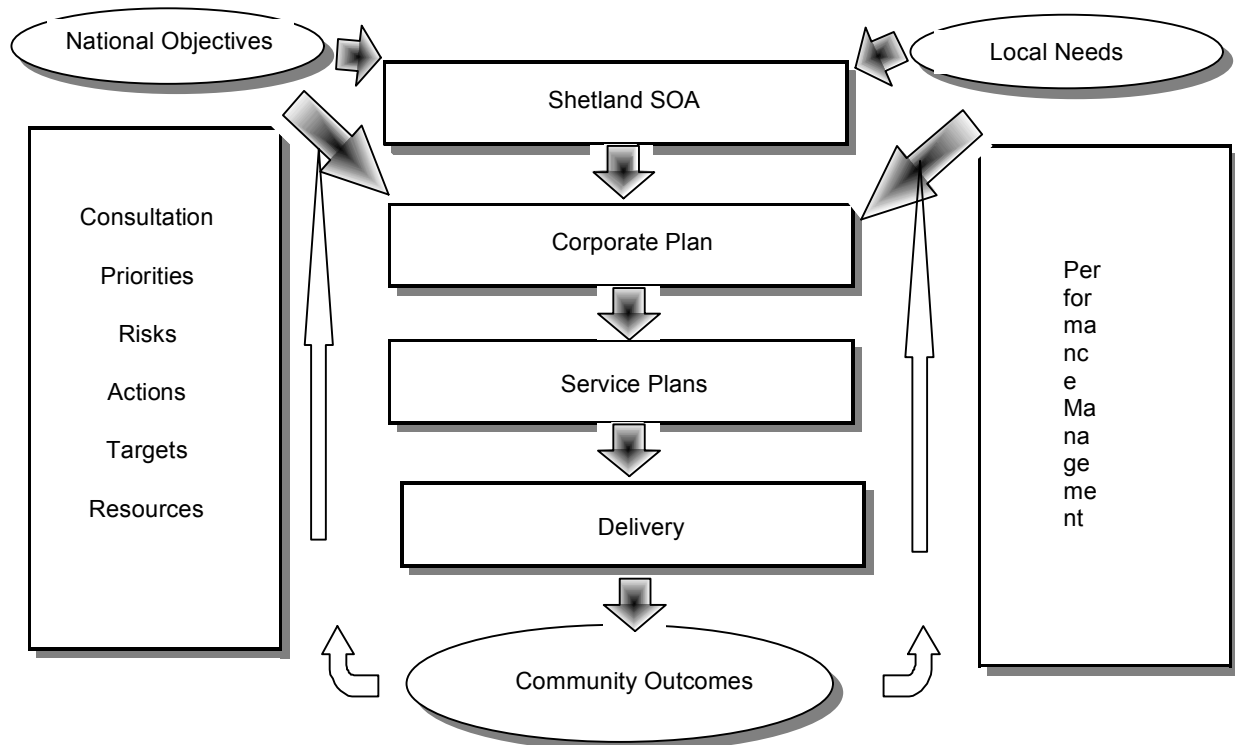 National Objectives
Local Needs
Shetland SOA
Consultation
Priorities
Risks
Actions
Targets
Resources
Corporate Plan
Service Plans
Delivery
Community Outcomes
Per
for
ma
nc
e
Ma
na
ge
me
nt